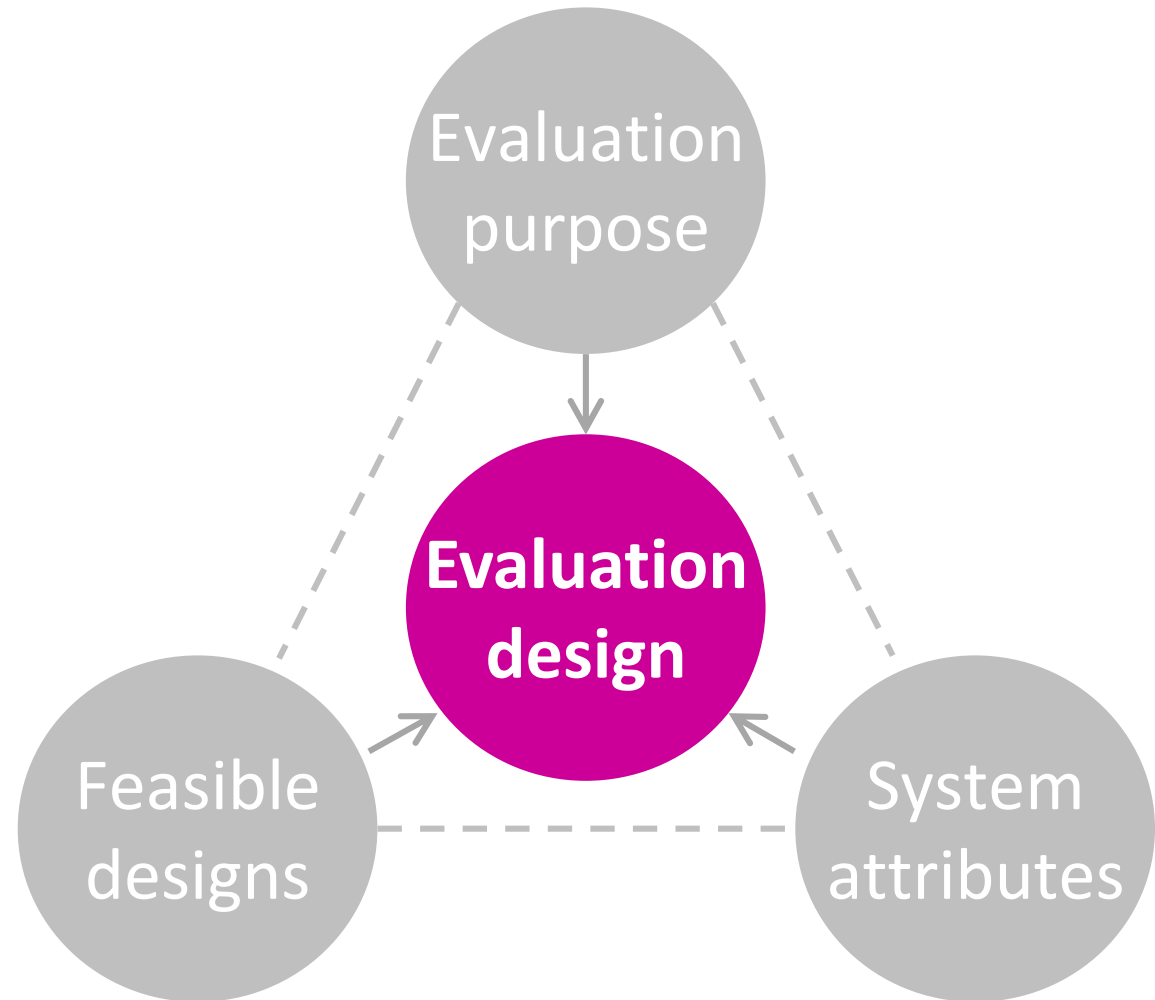 Evaluation
purpose
Evaluation
design
Feasible
designs
System
attributes